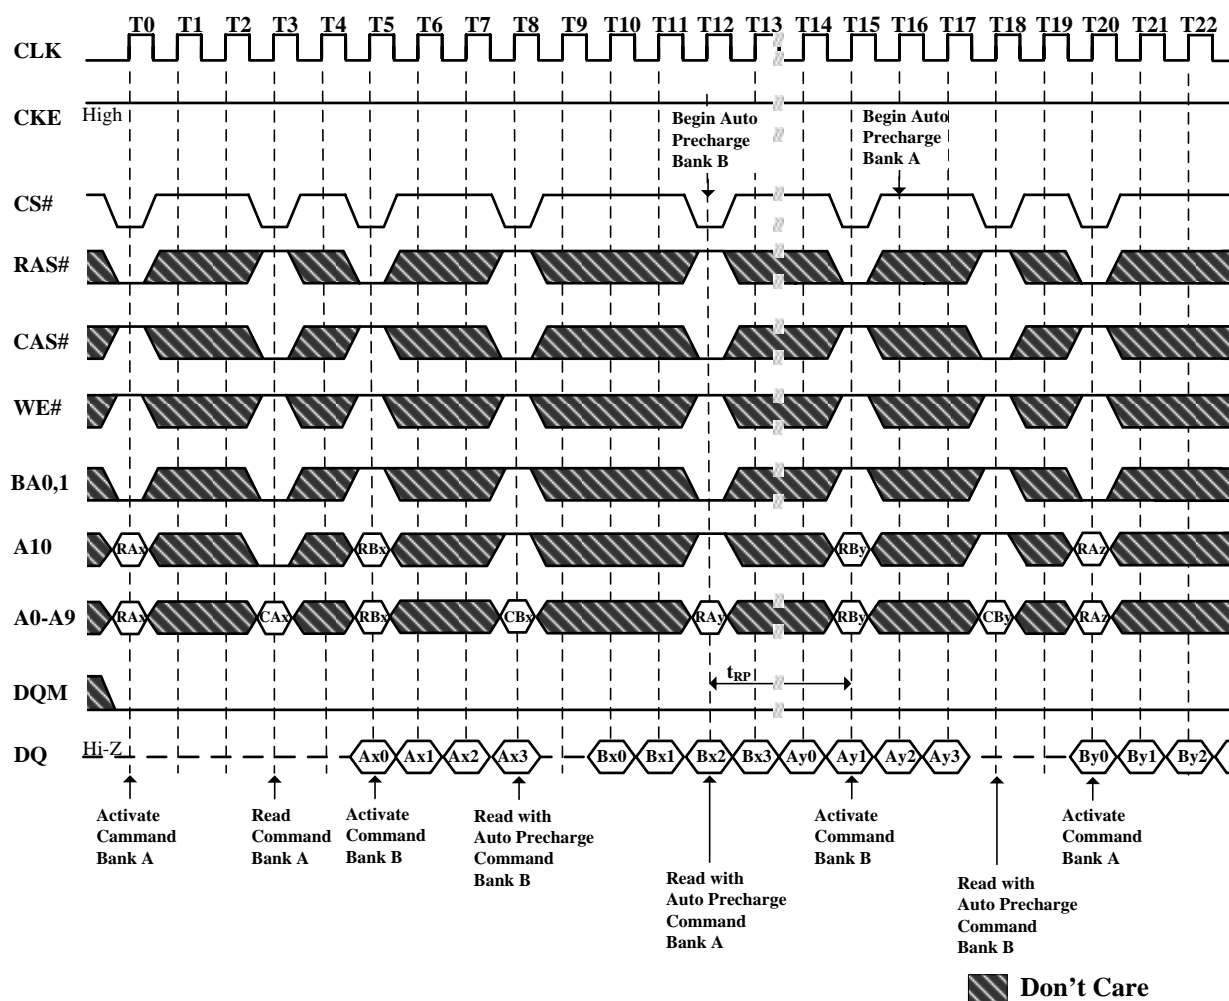 T0 T1 T2 T3 T4 T5 T6 T7 T8 T9 T10 T11 T12 T13 T14 T15 T16 T17 T18 T19 T20 T21 T22
CLK
CKE High
Begin Auto
Precharge
Bank B
Begin Auto
Precharge
Bank A
CS#
RAS#
CAS#
WE#
BA0,1
A10 RAx RBx RBy RAz
A0-A9 RAx CAx RBx CBx RAy RBy CBy RAz
DQM tRP
DQ Hi-Z Ax0 Ax1 Ax2 Ax3 Bx0 Bx1 Bx2 Bx3 Ay0 Ay1 Ay2 Ay3 By0 By1 By2
Activate
Cammand
Bank A
Read
Command
Bank A
Activate
Command
Bank B
Read with
Auto Precharge
Command
Bank B
Read with
Auto Precharge
Command
Bank A
Activate
Command
Bank B
Read with
Auto Precharge
Command
Bank B
Activate
Command
Bank A
Don't Care